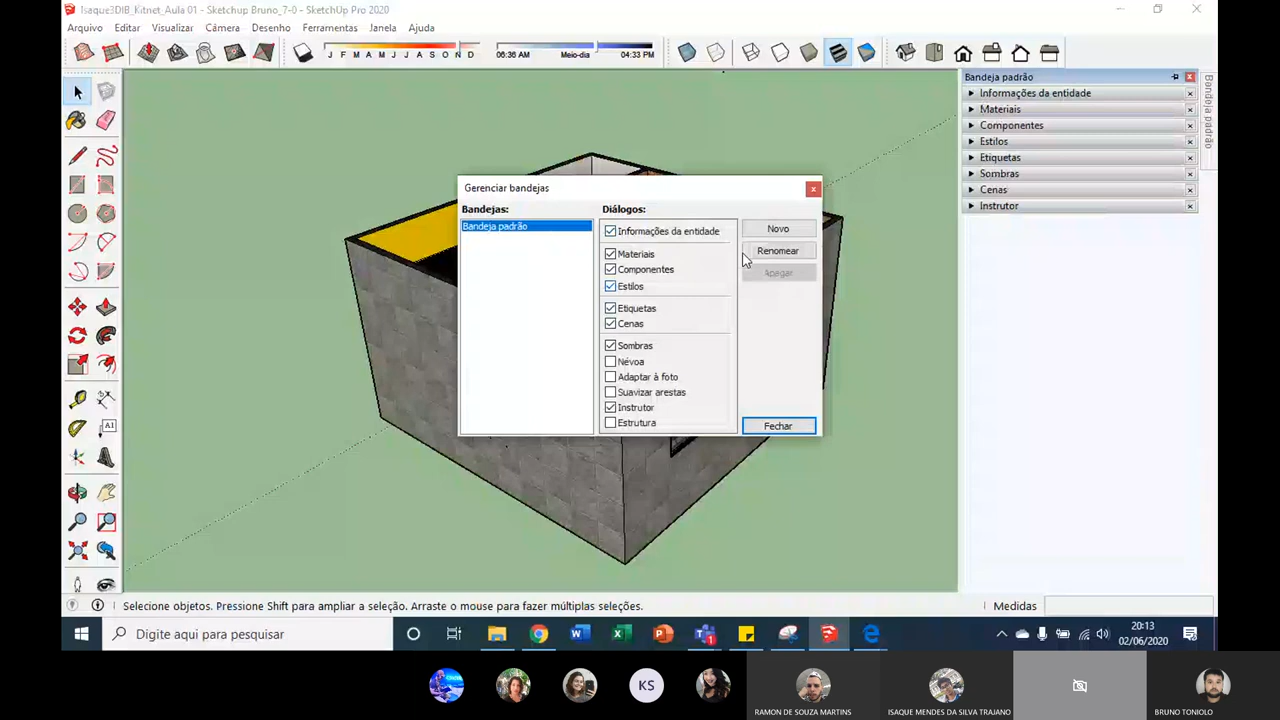 Isaque3DIB_Kitnet_Aula 01 - Sketchup Bruno_7-0 - SketchUp Pro 2020
Arquivo Editar Visualizar Câmera Desenho Ferramentas Janela Ajuda
J F M A M J J A S O N D
06:36 AM Meio-dia 04:33 PM
Bandeja padrão
Informações da entidade
Materiais
Componentes
Estilos
Etiquetas
Sombras
Cenas
Instrutor
Bandeja padrão
Gerenciar bandejas
Bandejas:
Bandeja padrão
Diálogos:
Informações da entidade
Materiais
Componentes
Estilos
Etiquetas
Cenas
Sombras
Névoa
Adaptar à foto
Suavizar arestas
Instrutor
Estrutura
Novo
Renomear
Apagar
Fechar
A1
Selecione objetos. Pressione Shift para ampliar a seleção. Arraste o mouse para fazer múltiplas seleções.
Medidas
Digite aqui para pesquisar
20:13
02/06/2020
KS
RAMON DE SOUZA MARTINS
ISAQUE MENDES DA SILVA TRAJANO
BRUNO TONIOLO